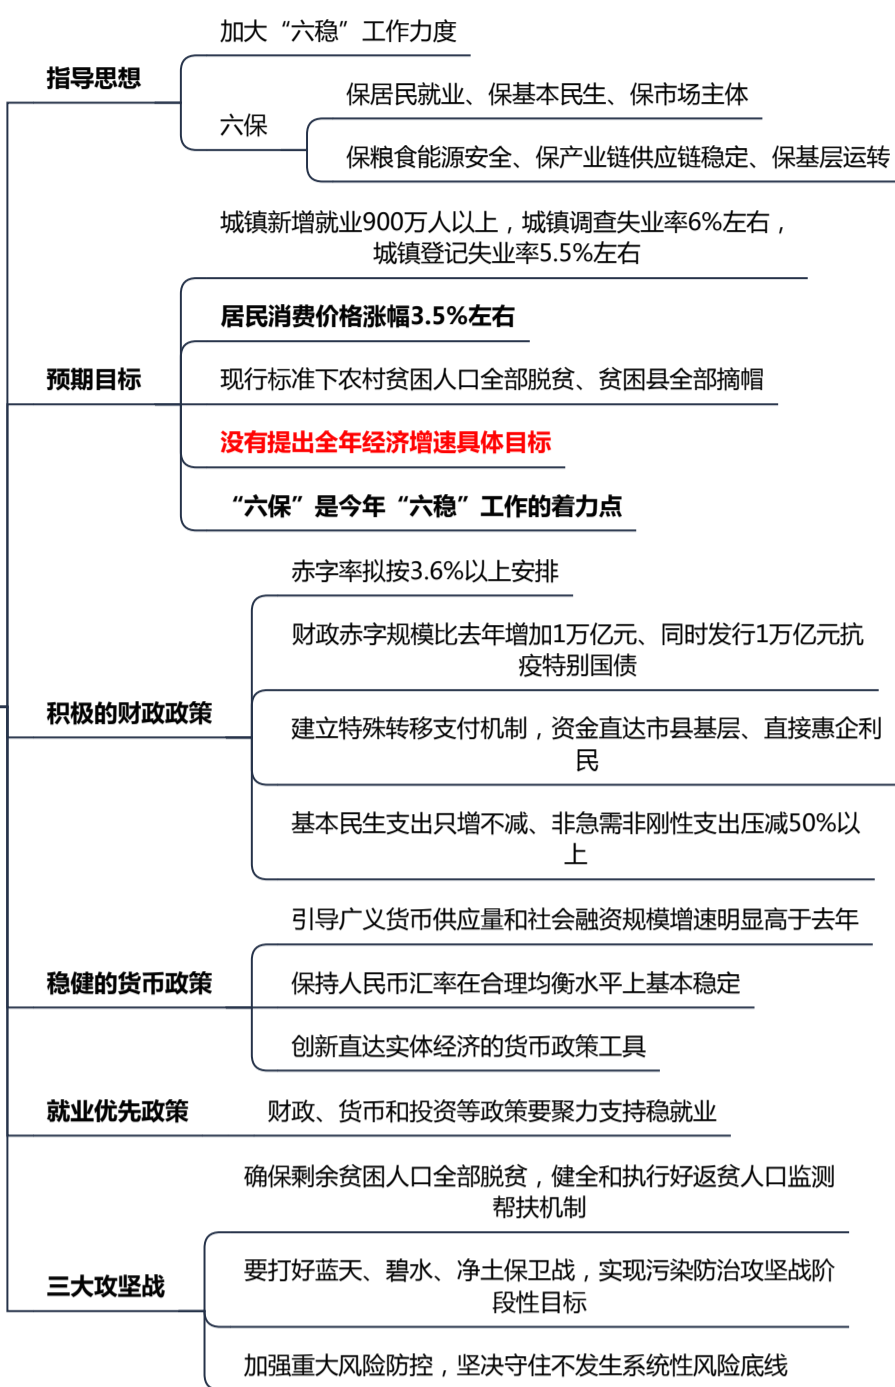 指导思想
加大“六稳”工作力度
六保
保居民就业、保基本民生、保市场主体
保粮食能源安全、保产业链供应链稳定、保基层运转
预期目标
城镇新增就业900万人以上，城镇调查失业率6%左右，
城镇登记失业率5.5%左右
居民消费价格涨幅3.5%左右
现行标准下农村贫困人口全部脱贫、贫困县全部摘帽
没有提出全年经济增速具体目标
“六保”是今年“六稳”工作的着力点
积极的财政政策
赤字率拟按3.6%以上安排
财政赤字规模比去年增加1万亿元、同时发行1万亿元抗
疫特别国债
建立特殊转移支付机制，资金直达市县基层、直接惠企利
民
基本民生支出只增不减、非急需非刚性支出压减50%以
上
稳健的货币政策
引导广义货币供应量和社会融资规模增速明显高于去年
保持人民币汇率在合理均衡水平上基本稳定
创新直达实体经济的货币政策工具
就业优先政策
财政、货币和投资等政策要聚力支持稳就业
三大攻坚战
确保剩余贫困人口全部脱贫，健全和执行好返贫人口监测
帮扶机制
要打好蓝天、碧水、净土保卫战，实现污染防治攻坚战阶
段性目标
加强重大风险防控，坚决守住不发生系统性风险底线